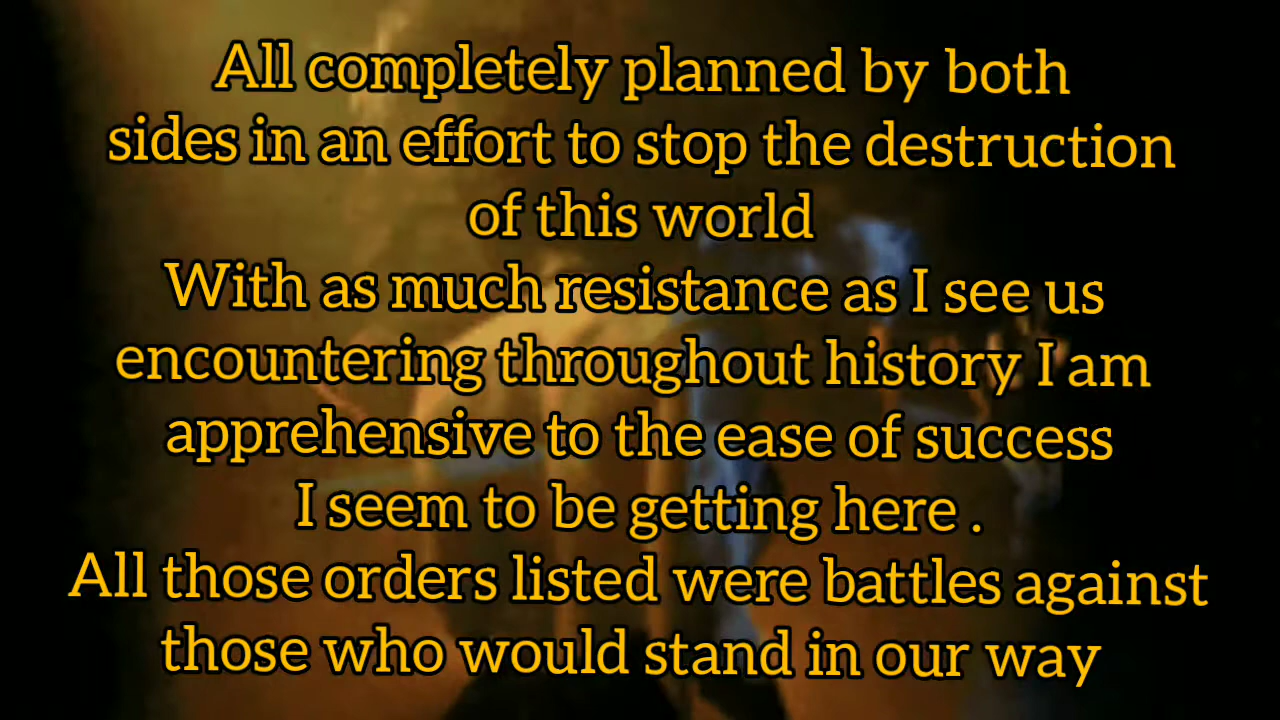 All completely planned by both
sides in an effort to stop the destruction
of this world
With as much resistance as I see us
encountering throughout history I am
apprehensive to the ease of success
I seem to be getting here .
All those orders listed were battles against
those who would stand in our way